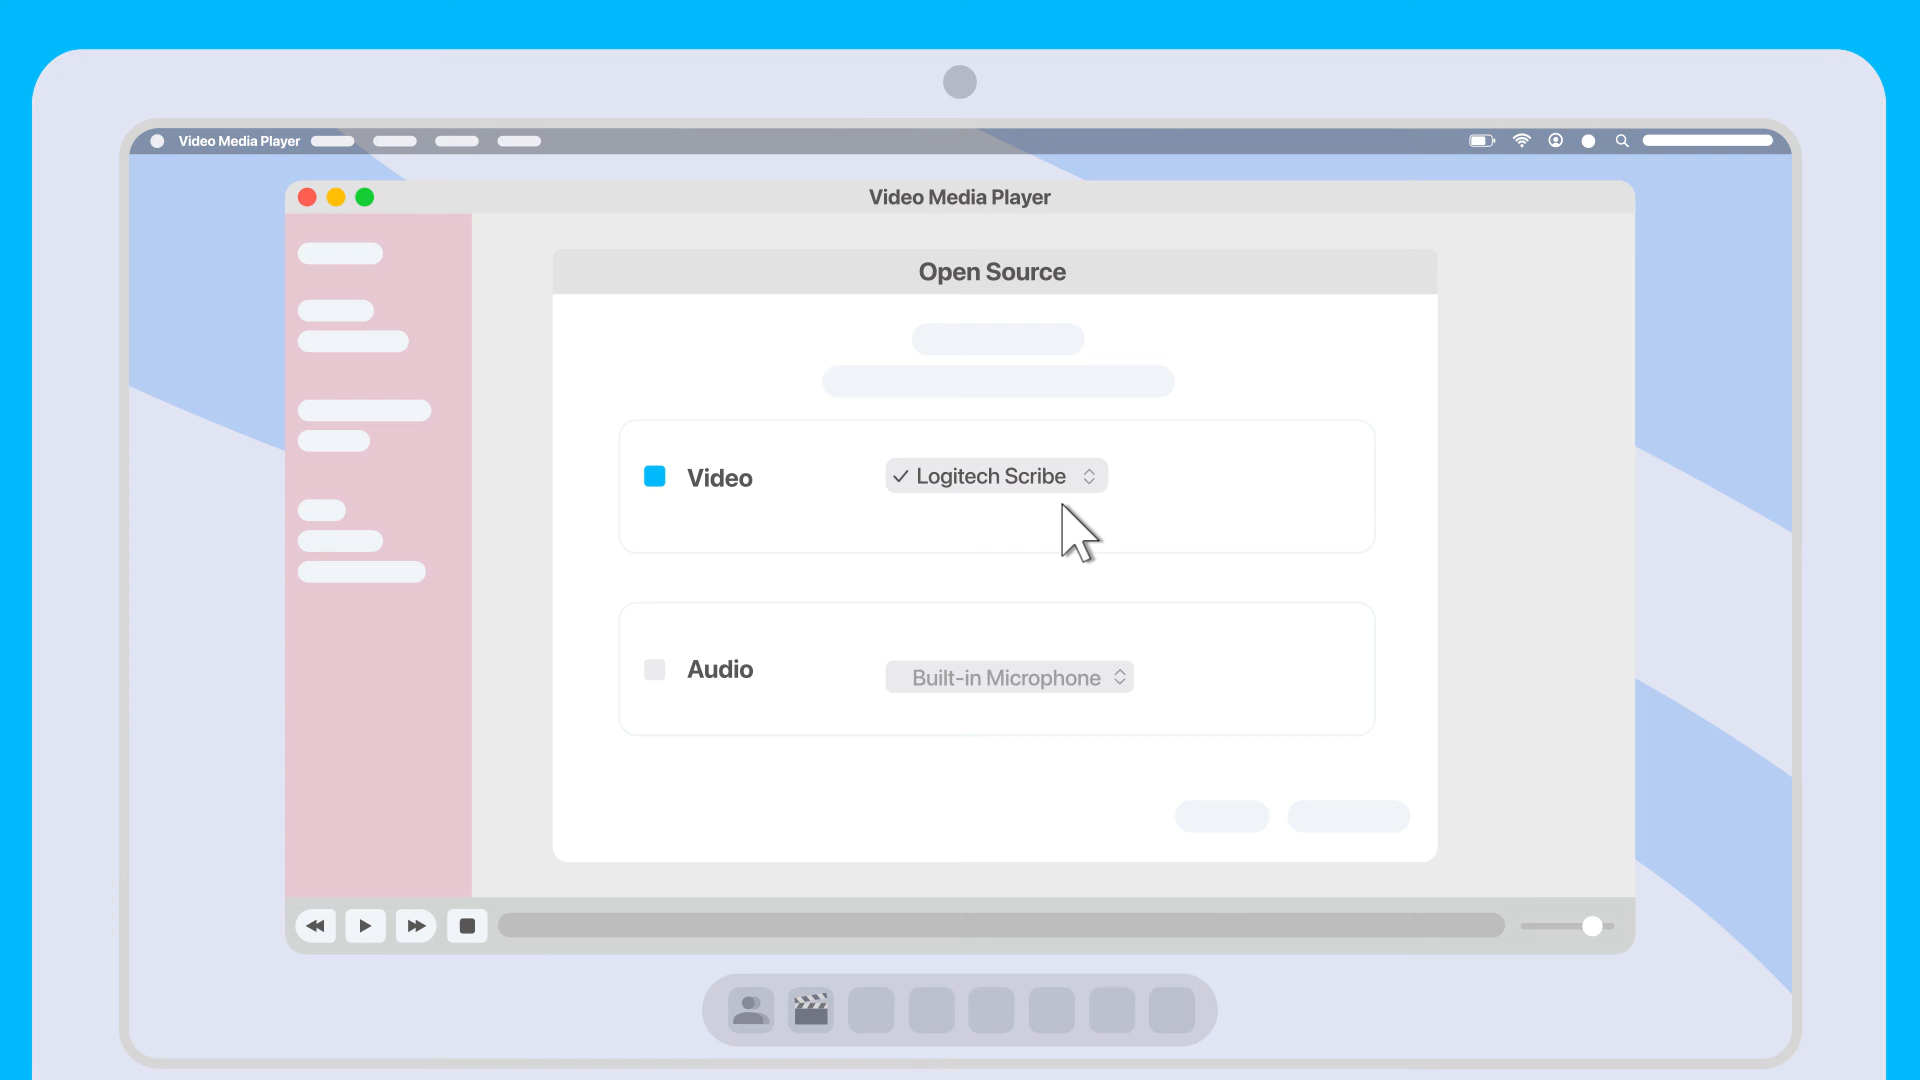 Video Media Player
Video Media Player
Open Source
Video
✓ Logitech Scribe
Audio
Built-in Microphone